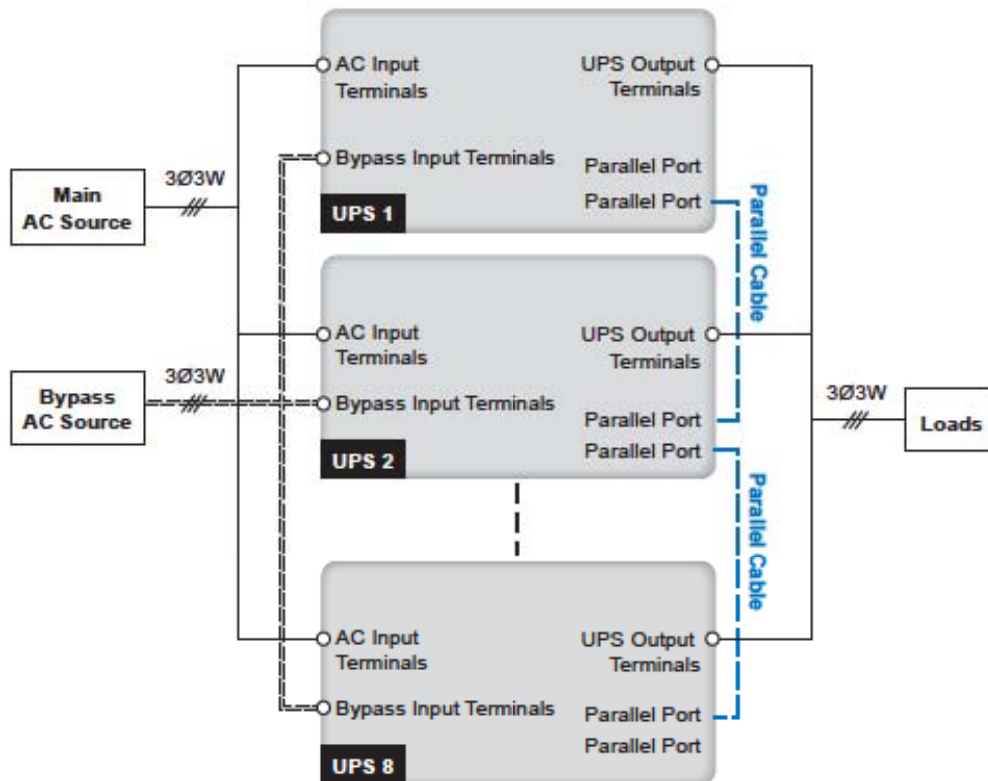 AC Input
Terminals
UPS Output
Terminals
Bypass Input Terminals
Parallel Port
Parallel Port
UPS 1
Main
AC Source
3Ø3W
Parallel Cable
AC Input
Terminals
UPS Output
Terminals
Bypass Input Terminals
Parallel Port
Parallel Port
UPS 2
Bypass
AC Source
3Ø3W
3Ø3W
Loads
Parallel Cable
AC Input
Terminals
UPS Output
Terminals
Bypass Input Terminals
Parallel Port
Parallel Port
UPS 8